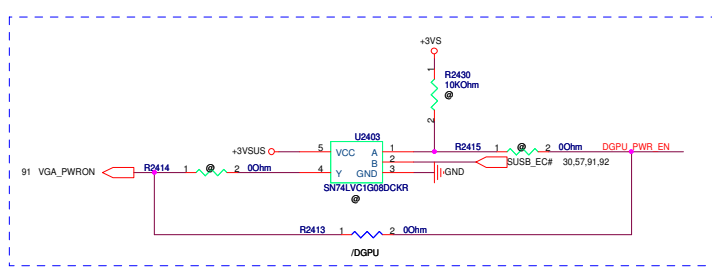 +3VS
1
R2430
10KOhm
@
2
U2403
+3VSUS
5 VCC A 1 R2415 1 @ 2 0Ohm DGPU_PWR_EN
B 2 SUSB_EC# 30,57,91,92
91 VGA_PWRON R2414 1 @ 2 0Ohm 4 Y GND 3 GND
SN74LVC1G08DCKR
@
R2413 1 2 0Ohm
/DGPU